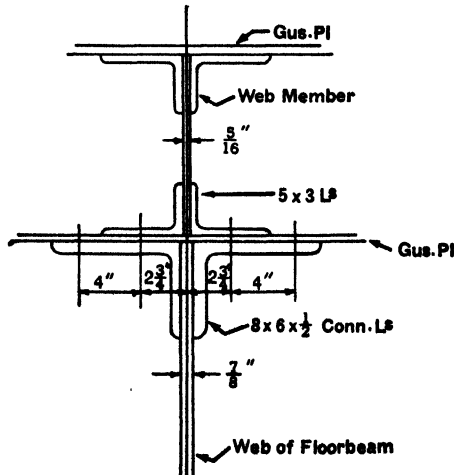 Gus.Pl
Web Member
5/16"
5 x 3 Ls
Gus.Pl
4" 2 3/4" 2 3/4" 4"
8 x 6 x 1/2 Conn. Ls
7/8"
Web of Floorbeam